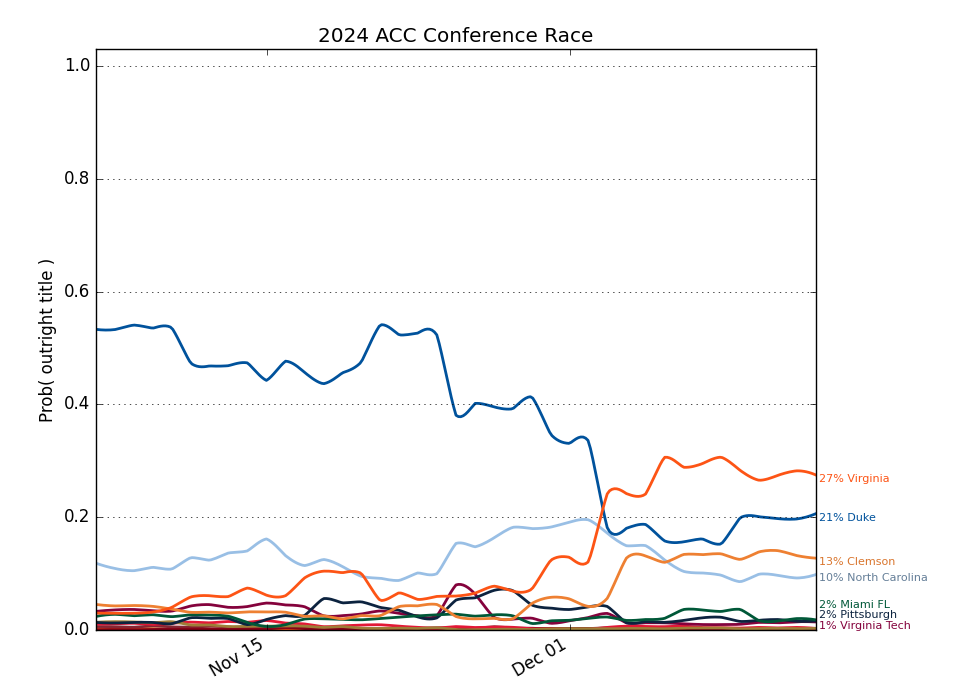 2024 ACC Conference Race
Prob( outright title )
1.0
0.8
0.6
0.4
0.2
0.0
Nov 15
Dec 01
27% Virginia
21% Duke
13% Clemson
10% North Carolina
2% Miami FL
2% Pittsburgh
1% Virginia Tech